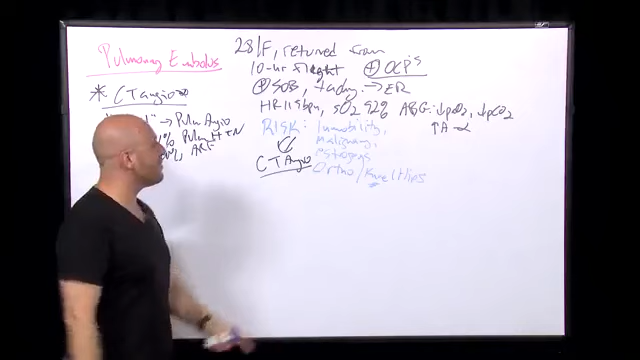 Pulmonary Embolus
* CT angio
→ Pulm Angio
% Pulm HTN
% ARF
28/F, returned from
10-hr flight ⊕ OCP's
⊕ SOB, tachy → ER
HR 115bpm, sO2 92% ABG: ↓pO2, ↓pCO2
↑A-a
RISK: Immobility,
Malignancy,
Estrogens
Ortho/Knee/Hips
CT Angio